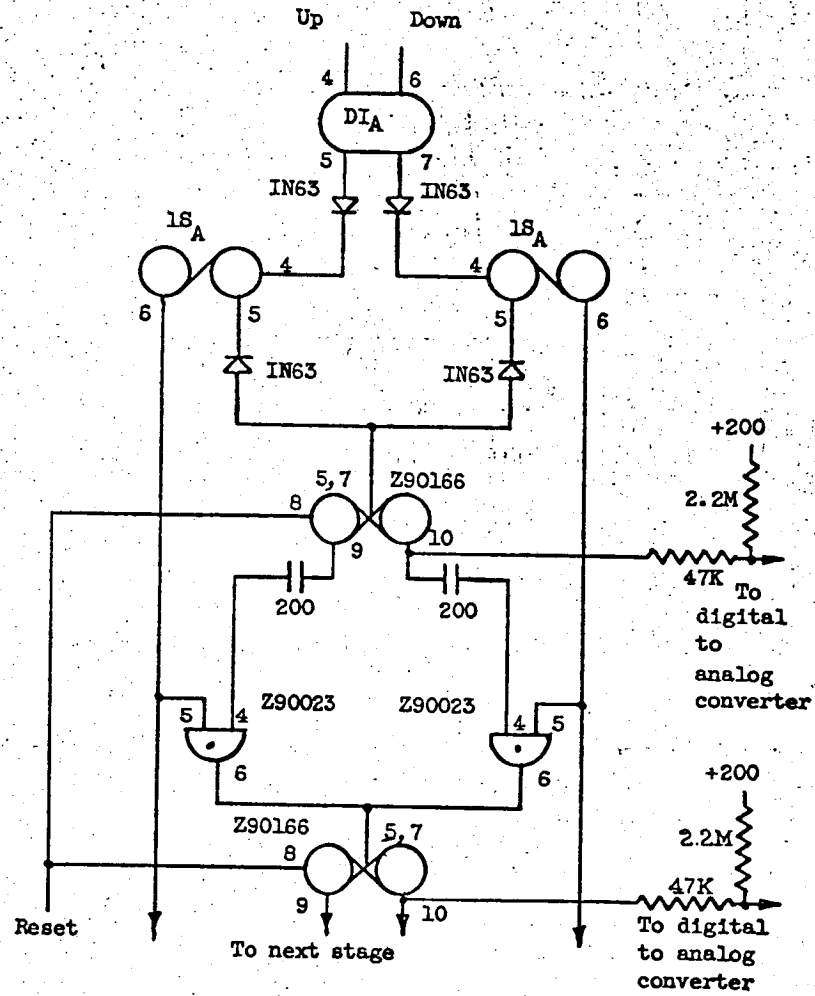 Up Down
4 6
DI_A
5 7
IN63 IN63
1S_A 1S_A
4 4
6 5 5 6
IN63 IN63
+200
5,7 Z90166
8 2.2M
9 10
200 200 47K To
digital
to
analog
converter
Z90023 Z90023
5 4 4 5
6 6
+200
Z90166 5,7
8 2.2M
47K
9 10
Reset To digital
To next stage to analog
converter